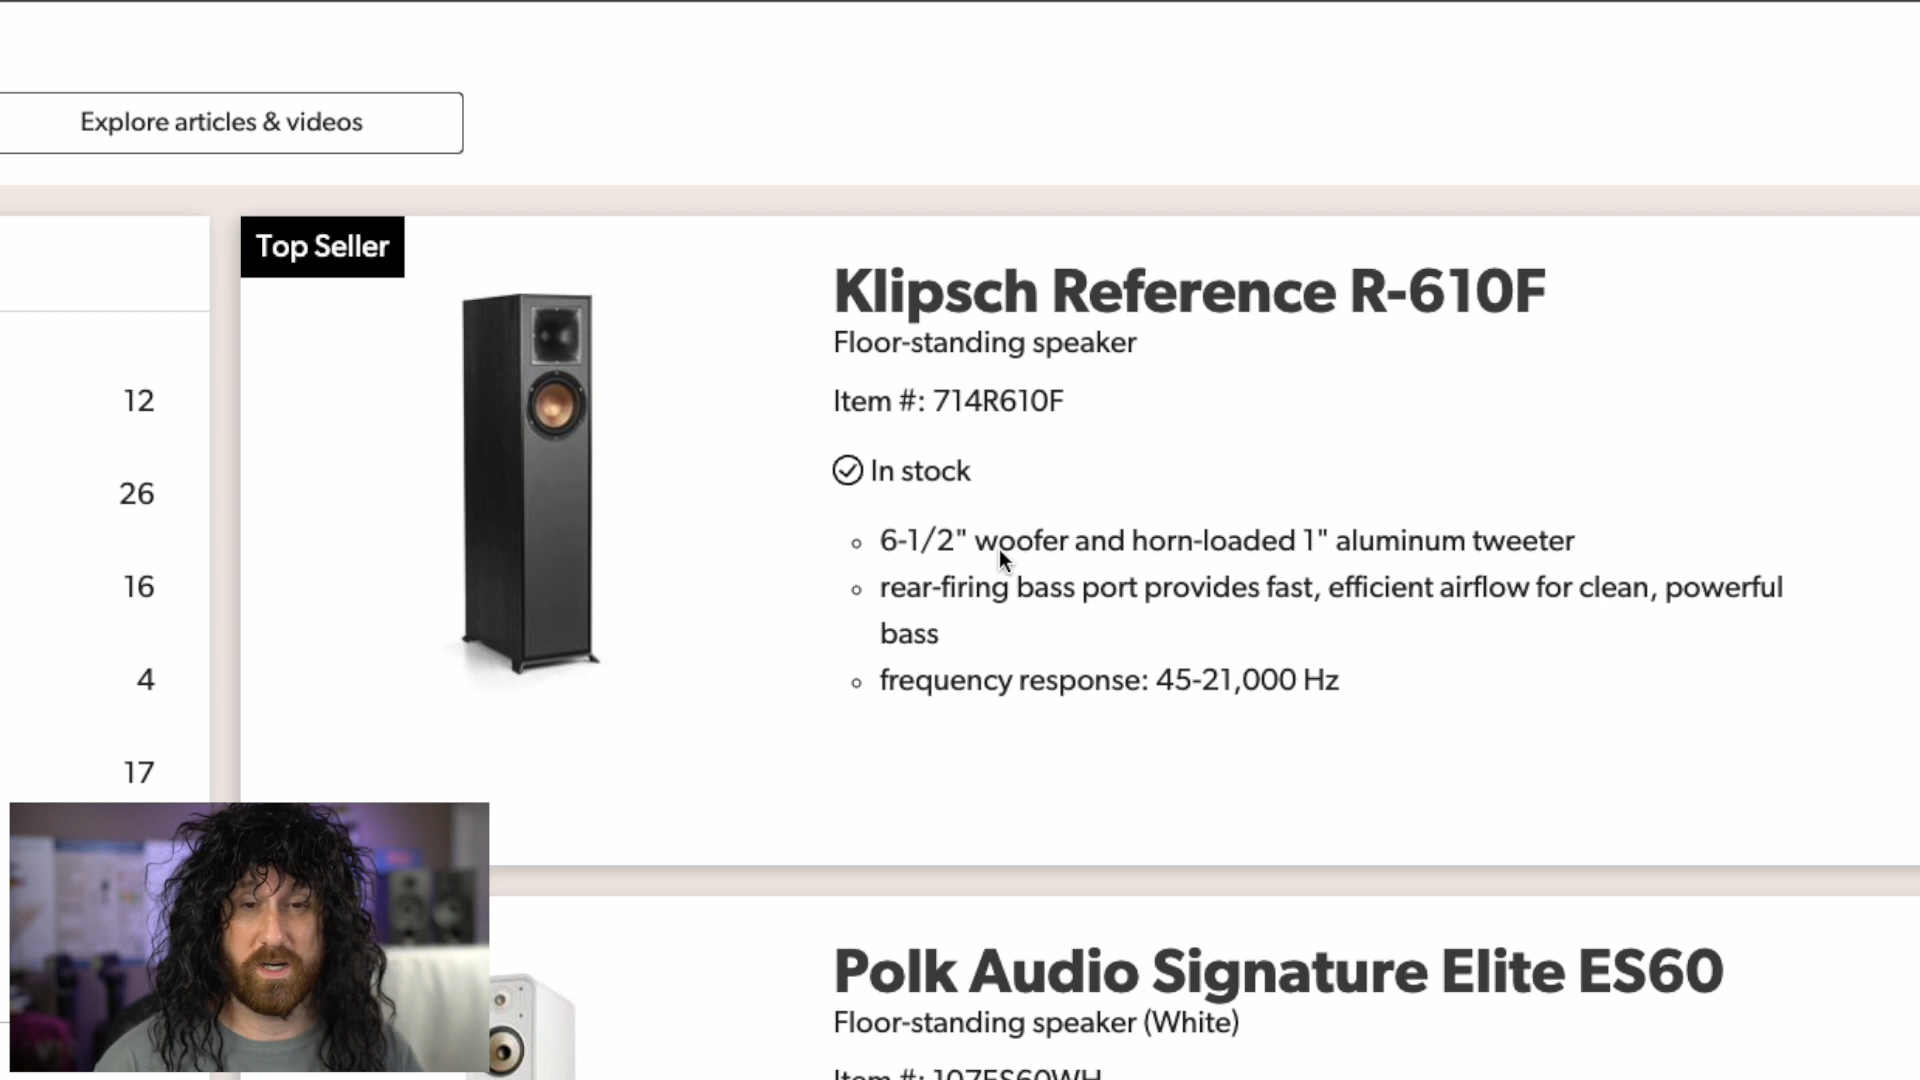 Explore articles & videos
Top Seller
Klipsch Reference R-610F
Floor-standing speaker
Item #: 714R610F
In stock
6-1/2" woofer and horn-loaded 1" aluminum tweeter
rear-firing bass port provides fast, efficient airflow for clean, powerful
bass
frequency response: 45-21,000 Hz
12
26
16
4
17
Polk Audio Signature Elite ES60
Floor-standing speaker (White)
Item #: 107ES60WH